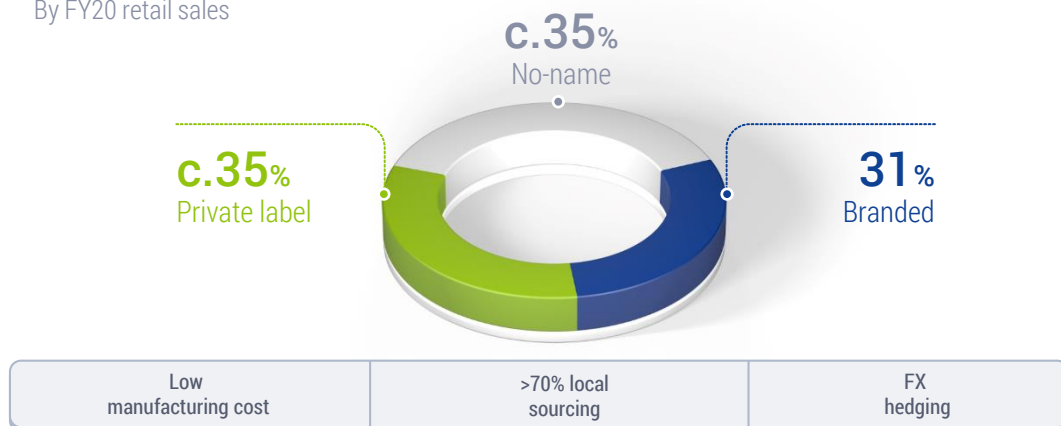 By FY20 retail sales
c.35%
No-name
c.35%
Private label
31%
Branded
Low
manufacturing cost
>70% local
sourcing
FX
hedging